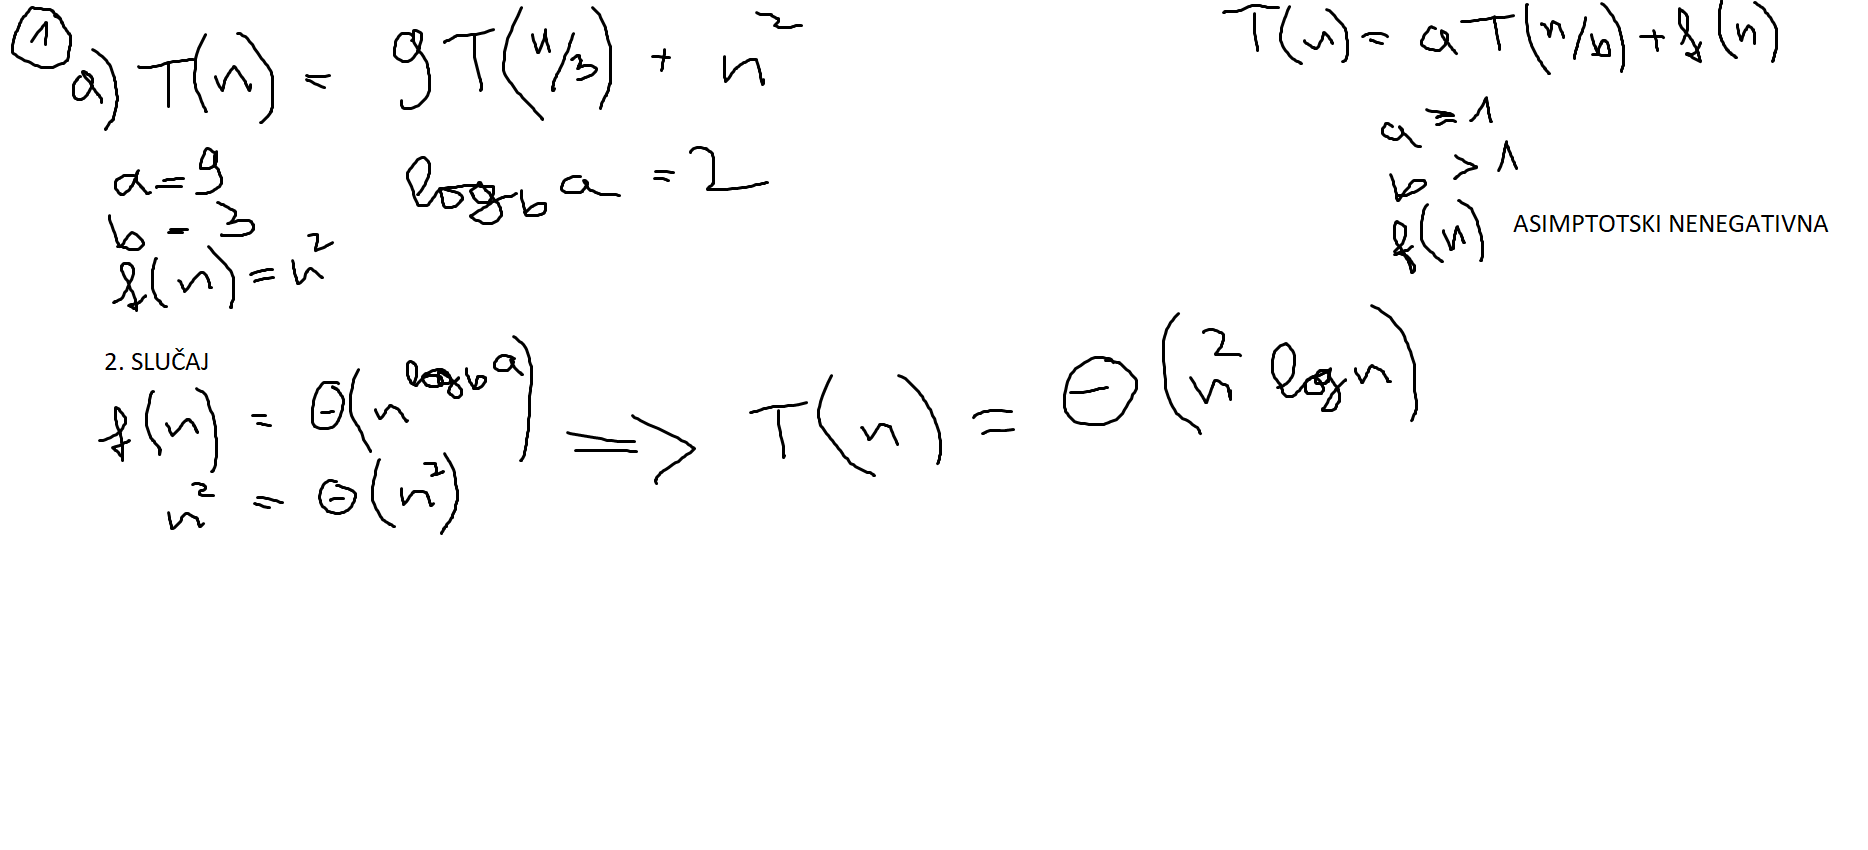 1
a) T(n) = 9T(n/3) + n²
a = 9
b = 3
f(n) = n²
log_b a = 2
T(n) = aT(n/b) + f(n)
a ≥ 1
b > 1
f(n) ASIMPTOTSKI NENEGATIVNA
2. SLUČAJ
f(n) = Θ(n^(log_b a)) ⟹ T(n) = Θ(n² log n)
n² = Θ(n²)